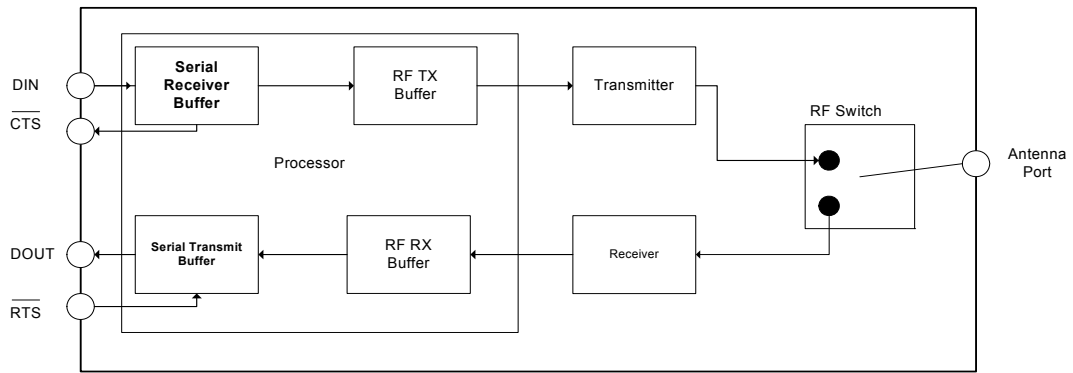 DIN
CTS
Serial
Receiver
Buffer
RF TX
Buffer
Transmitter
RF Switch
Antenna
Port
Processor
DOUT
RTS
Serial Transmit
Buffer
RF RX
Buffer
Receiver